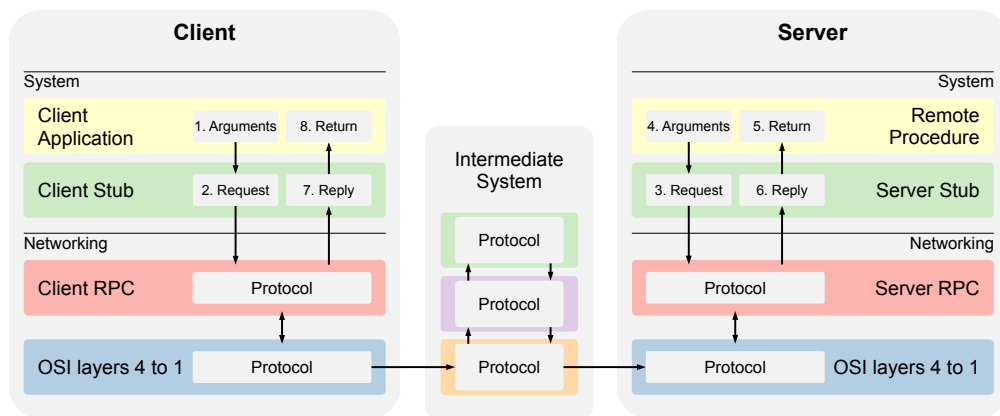 Client
System
Client
Application
1. Arguments
8. Return
Client Stub
2. Request
7. Reply
Networking
Client RPC
Protocol
OSI layers 4 to 1
Protocol
Intermediate
System
Protocol
Protocol
Protocol
Server
System
4. Arguments
5. Return
Remote
Procedure
3. Request
6. Reply
Server Stub
Networking
Protocol
Server RPC
Protocol
OSI layers 4 to 1